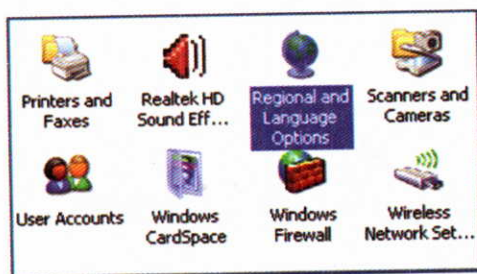 Printers and
Faxes
Realtek HD
Sound Eff...
Regional and
Language
Options
Scanners and
Cameras
User Accounts
Windows
CardSpace
Windows
Firewall
Wireless
Network Set...